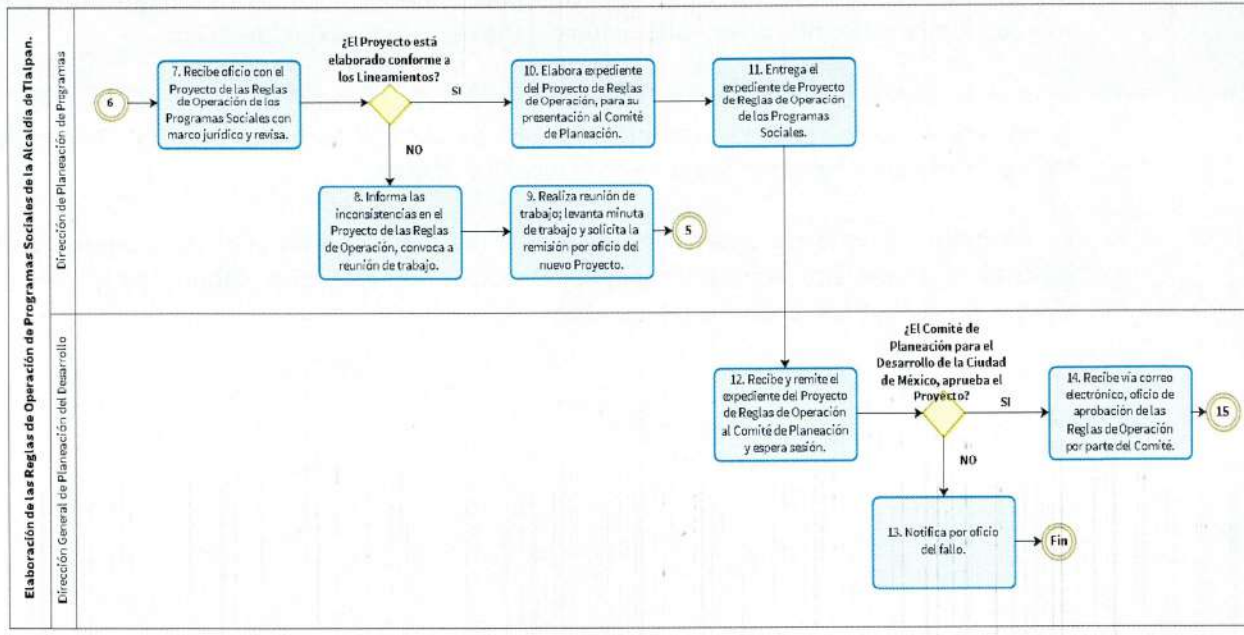 Elaboración de las Reglas de Operación de Programas Sociales de la Alcaldía de Tlalpan.
Dirección de Planeación de Programas
6
7. Recibe oficio con el
Proyecto de las Reglas
de Operación de los
Programas Sociales con
marco jurídico y revisa.
¿El Proyecto está
elaborado conforme a
los Lineamientos?
SI
NO
10. Elabora expediente
del Proyecto de Reglas
de Operación, para su
presentación al Comité
de Planeación.
11. Entrega el
expediente de Proyecto
de Reglas de Operación
de los Programas
Sociales.
8. Informa las
inconsistencias en el
Proyecto de las Reglas
de Operación, convoca a
reunión de trabajo.
9. Realiza reunión de
trabajo; levanta minuta
de trabajo y solicita la
remisión por oficio del
nuevo Proyecto.
5
Dirección General de Planeación del Desarrollo
12. Recibe y remite el
expediente del Proyecto
de Reglas de Operación
al Comité de Planeación
y espera sesión.
¿El Comité de
Planeación para el
Desarrollo de la Ciudad
de México, aprueba el
Proyecto?
SI
NO
14. Recibe vía correo
electrónico, oficio de
aprobación de las
Reglas de Operación
por parte del Comité.
15
13. Notifica por oficio
del fallo.
Fin